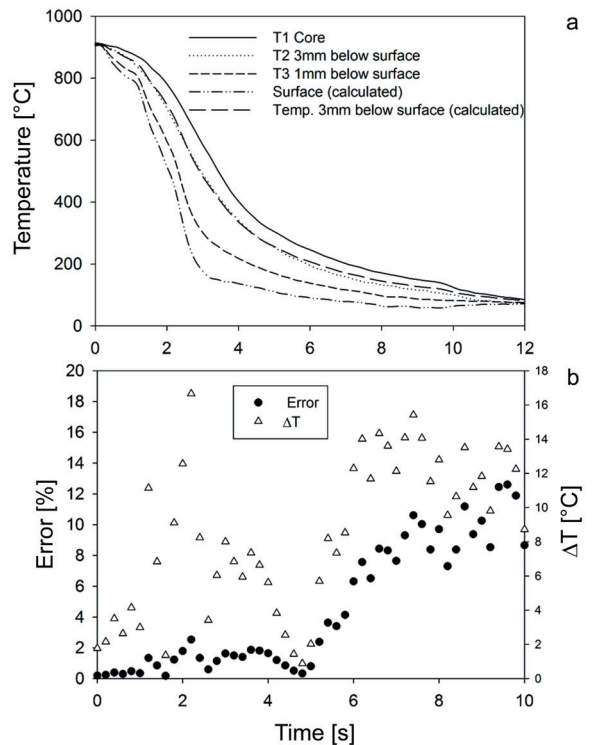 a
T1 Core
T2 3mm below surface
T3 1mm below surface
Surface (calculated)
Temp. 3mm below surface (calculated)
Temperature [°C]
1000
800
600
400
200
0
0 2 4 6 8 10 12
b
Error
ΔT
Error [%]
20
18
16
14
12
10
8
6
4
2
0
ΔT [°C]
18
16
14
12
10
8
6
4
2
0
0 2 4 6 8 10
Time [s]